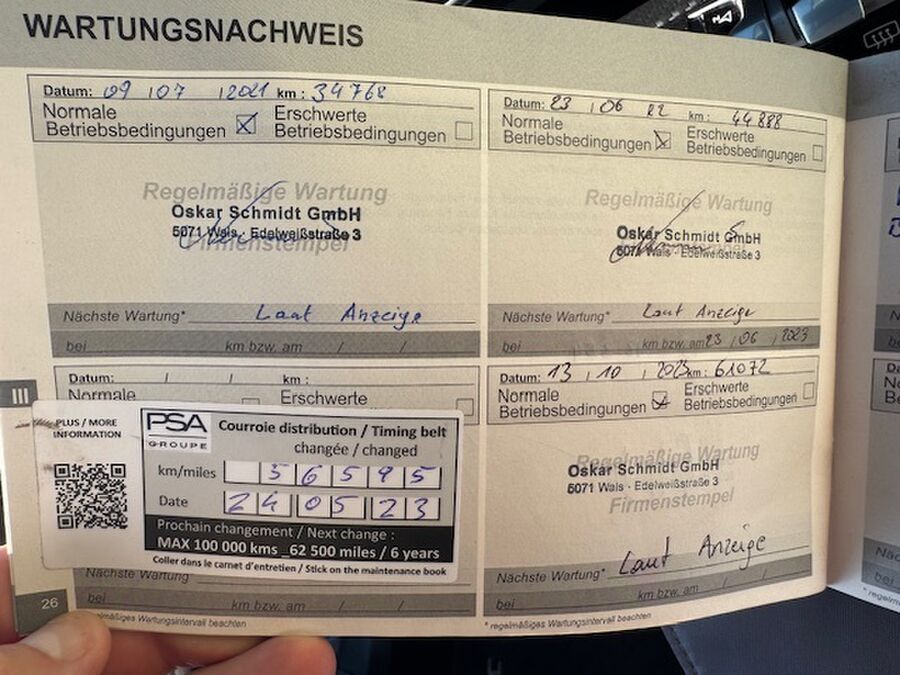 WARTUNGSNACHWEIS
Datum: 09 / 07 / 2021 km : 34768
Normale Betriebsbedingungen ☒ Erschwerte Betriebsbedingungen ☐
Regelmäßige Wartung
Oskar Schmidt GmbH
5071 Wals · Edelweißstraße 3
Firmenstempel
Nächste Wartung* Laut Anzeige
bei km bzw. am / /
Datum: 23 / 06 22 km : 44888
Normale Betriebsbedingungen ☒ Erschwerte Betriebsbedingungen ☐
Regelmäßige Wartung
Oskar Schmidt GmbH
5071 Wals · Edelweißstraße 3
Firmenstempel
Nächste Wartung* Laut Anzeige
bei km bzw. am 23 / 06 / 2023
Datum: / / km :
Normale Erschwerte
PLUS / MORE
INFORMATION
PSA
GROUPE
Courroie distribution / Timing belt
changée / changed
km/miles 56595
Date 240523
Prochain changement / Next change :
MAX 100 000 kms _62 500 miles / 6 years
Coller dans le carnet d'entretien / Stick on the maintenance book
Nächste Wartung*
bei km bzw. am / /
regelmäßiges Wartungsintervall beachten
Datum: 13 / 10 / 2023 km : 61072
Normale Betriebsbedingungen ☒ Erschwerte Betriebsbedingungen ☐
Regelmäßige Wartung
Oskar Schmidt GmbH
5071 Wals · Edelweißstraße 3
Firmenstempel
Nächste Wartung* Laut Anzeige
bei km bzw. am / /
* regelmäßiges Wartungsintervall beachten
III
26